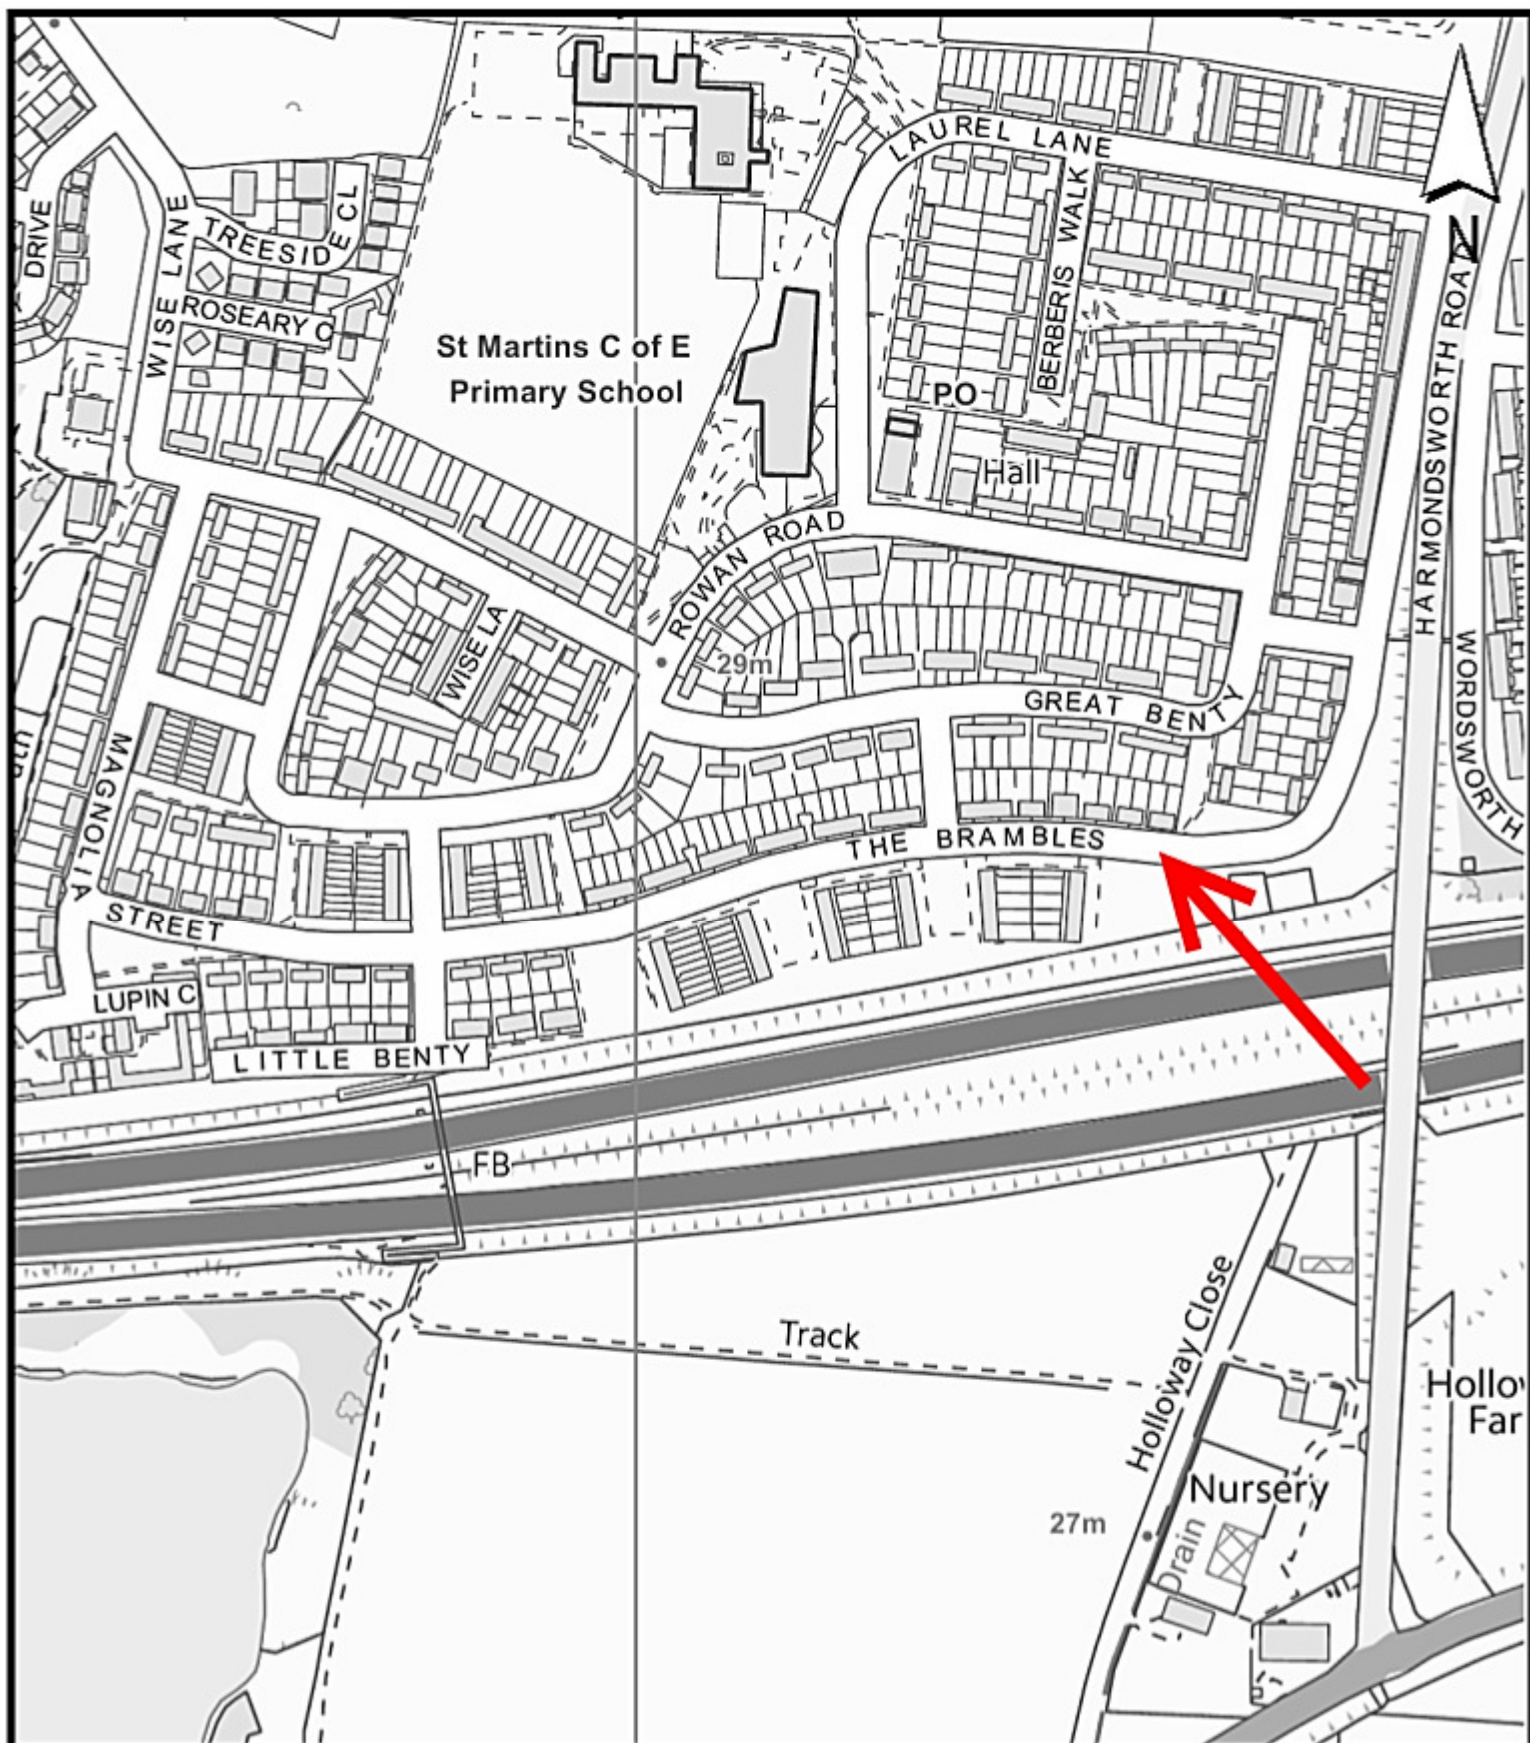 LAUREL LANE
N
DRIVE
WISE LANE
TREESIDE CL
BERBERIS WALK
ROSEARY C
St Martins C of E
Primary School
PO
HARMONDSWORTH ROAD
Hall
ROWAN ROAD
WISE LA
29m
WORDSWORTH
GREAT BENTY
MAGNOLIA
STREET
THE BRAMBLES
LUPIN C
LITTLE BENTY
FB
Track
Holloway Close
Hollow
Far
Nursery
27m
Drain